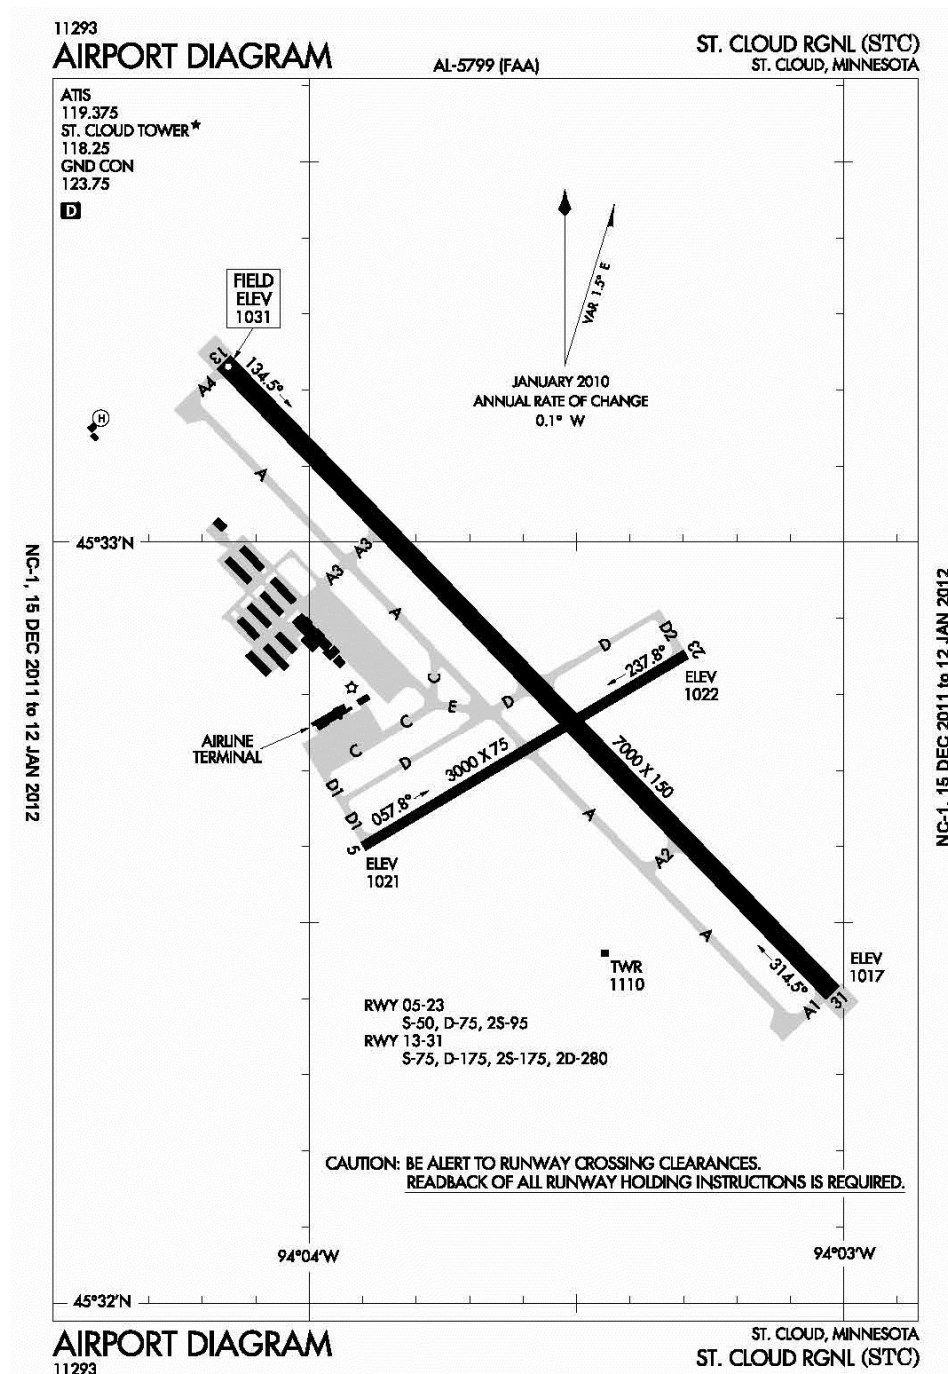 11293
AIRPORT DIAGRAM
AL-5799 (FAA)
ST. CLOUD RGNL (STC)
ST. CLOUD, MINNESOTA
ATIS
119.375
ST. CLOUD TOWER★
118.25
GND CON
123.75
D
VAR 1.5° E
JANUARY 2010
ANNUAL RATE OF CHANGE
0.1° W
FIELD
ELEV
1031
13
134.5°
A4
H
A
45°33'N
A3
A3
A
C
E
D
D
D2
23
237.8°
ELEV
1022
AIRLINE
TERMINAL
C
C
D
D1
D1
3000 X 75
057.8°
5
ELEV
1021
7000 X 150
A
A2
A
314.5°
A1
31
ELEV
1017
TWR
1110
RWY 05-23
S-50, D-75, 2S-95
RWY 13-31
S-75, D-175, 2S-175, 2D-280
CAUTION: BE ALERT TO RUNWAY CROSSING CLEARANCES.
READBACK OF ALL RUNWAY HOLDING INSTRUCTIONS IS REQUIRED.
94°04'W
94°03'W
45°32'N
NC-1, 15 DEC 2011 to 12 JAN 2012
NC-1, 15 DEC 2011 to 12 JAN 2012
AIRPORT DIAGRAM
11293
ST. CLOUD, MINNESOTA
ST. CLOUD RGNL (STC)